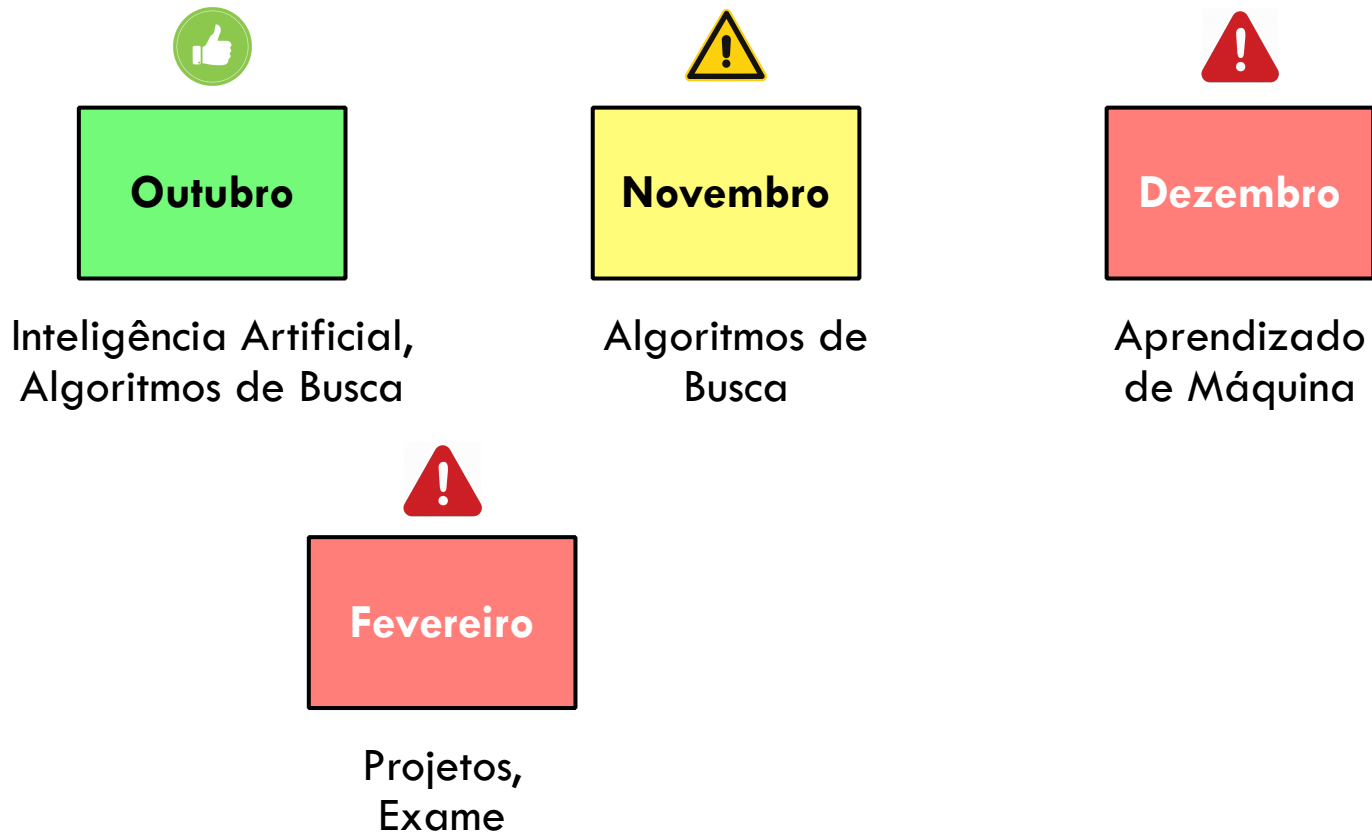 Outubro
Novembro
Dezembro
Inteligência Artificial,
Algoritmos de Busca
Algoritmos de
Busca
Aprendizado
de Máquina
Fevereiro
Projetos,
Exame